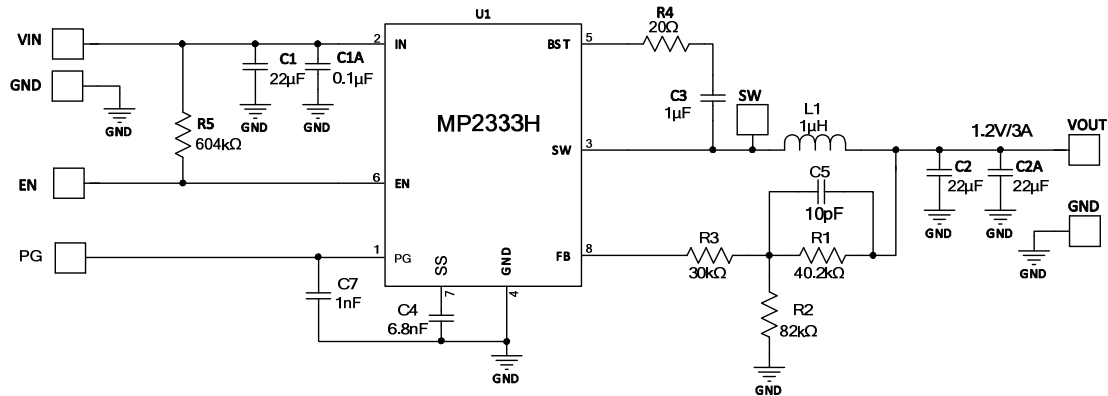 U1
VIN
2
IN
BST
5
R4
20Ω
C1
22µF
C1A
0.1µF
GND
GND
GND
GND
R5
604kΩ
C3
1µF
SW
L1
1µH
1.2V/3A
VOUT
MP2333H
SW
3
C2
22µF
C2A
22µF
GND
GND
EN
6
EN
C5
10pF
GND
GND
PG
1
PG
SS
GND
FB
8
R3
30kΩ
R1
40.2kΩ
C7
1nF
7
4
C4
6.8nF
R2
82kΩ
GND
GND